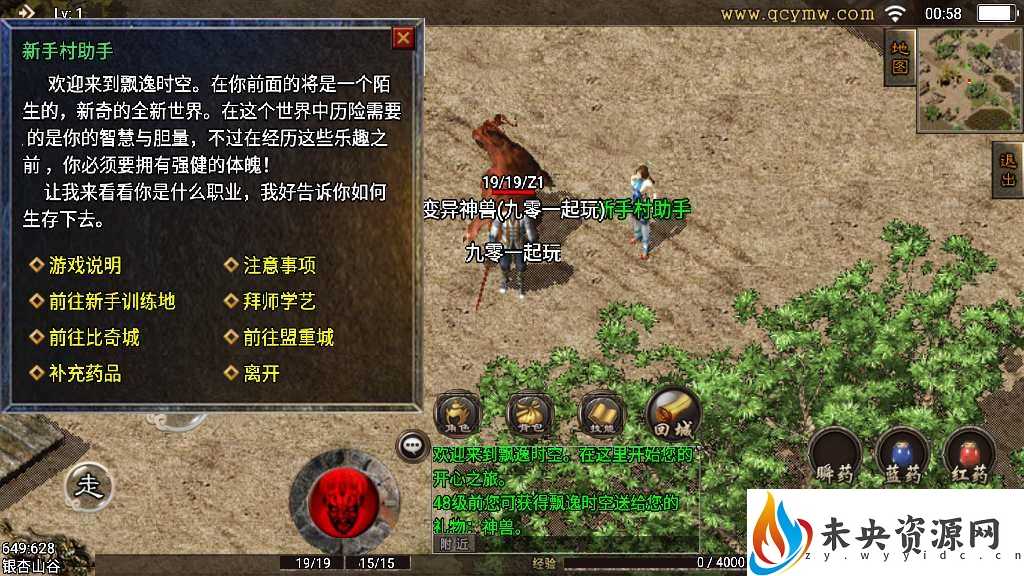 Lv: 1
www.qcymw.com
00:58
新手村助手
欢迎来到飘逸时空。在你前面的将是一个陌
生的，新奇的全新世界。在这个世界中历险需要
的是你的智慧与胆量，不过在经历这些乐趣之
前，你必须要拥有强健的体魄！
让我来看看你是什么职业，我好告诉你如何
生存下去。
游戏说明
注意事项
前往新手训练地
拜师学艺
前往比奇城
前往盟重城
补充药品
离开
地图
退出
19/19/Z1
变异神兽(九零一起玩)
新手村助手
九零一起玩
角色
背包
技能
回城
欢迎来到飘逸时空。在这里开始您的
开心之旅。
48级前您可获得飘逸时空送给您的
礼物：神兽。
附近
走
瞬药
蓝药
红药
649:628
银杏山谷
19/19
15/15
经验
0/4000
未央资源网
zy.wyyidc.cn